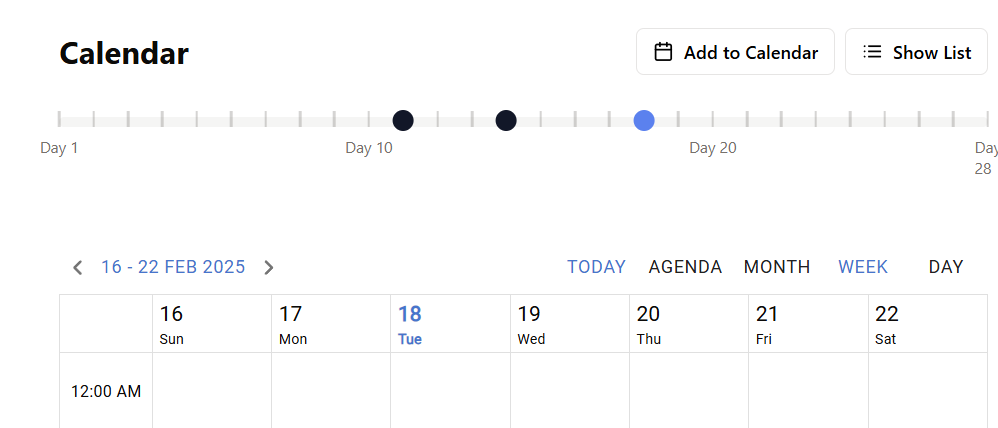 Calendar
Add to Calendar
Show List
Day 1
Day 10
Day 20
Day
28
16 - 22 FEB 2025
TODAY AGENDA MONTH WEEK DAY
16 17 18 19 20 21 22
Sun Mon Tue Wed Thu Fri Sat
12:00 AM